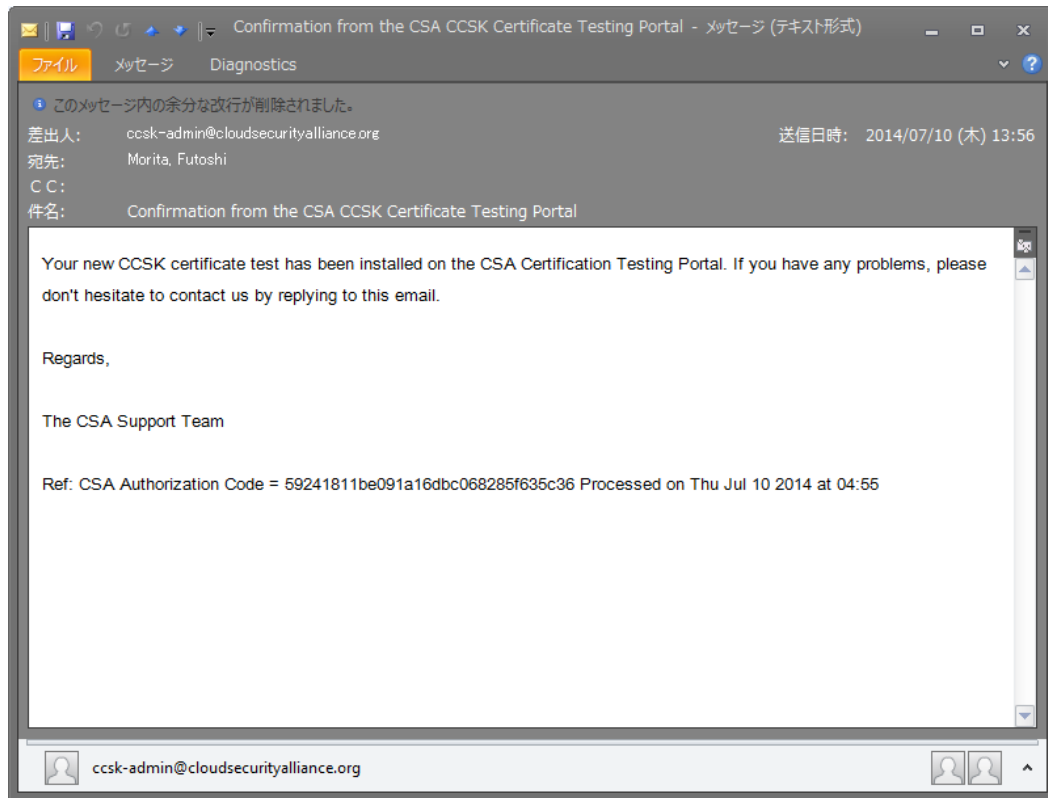 Confirmation from the CSA CCSK Certificate Testing Portal - メッセージ (テキスト形式)
ファイル メッセージ Diagnostics
このメッセージ内の余分な改行が削除されました。
差出人: ccsk-admin@cloudsecurityalliance.org 送信日時: 2014/07/10 (木) 13:56
宛先: Morita, Futoshi
CC:
件名: Confirmation from the CSA CCSK Certificate Testing Portal
Your new CCSK certificate test has been installed on the CSA Certification Testing Portal. If you have any problems, please
don't hesitate to contact us by replying to this email.
Regards,
The CSA Support Team
Ref: CSA Authorization Code = 59241811be091a16dbc068285f635c36 Processed on Thu Jul 10 2014 at 04:55
ccsk-admin@cloudsecurityalliance.org